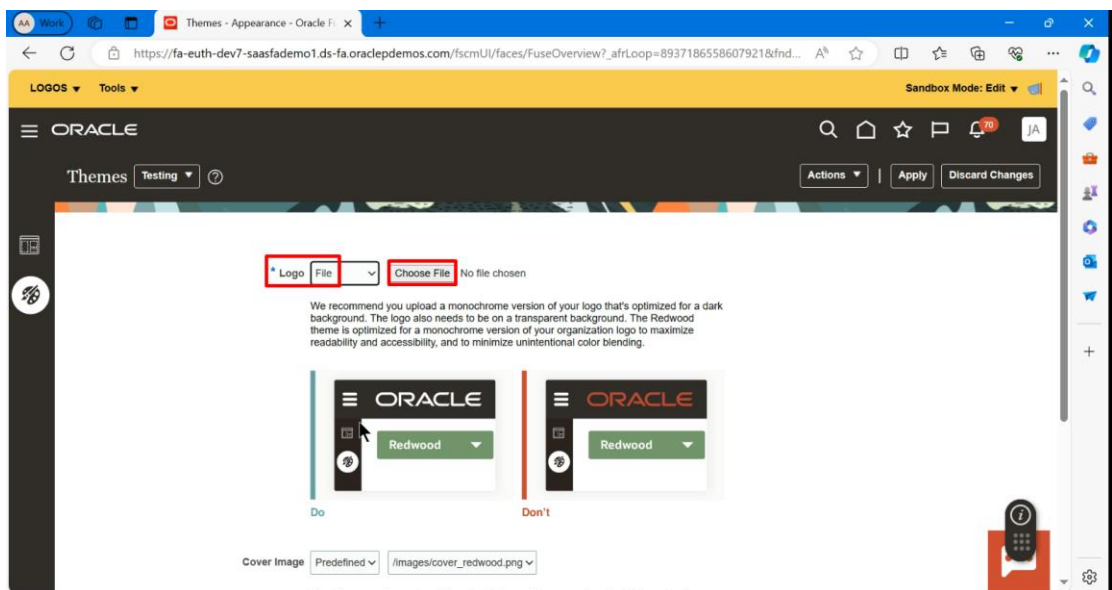 AA Work
Themes - Appearance - Oracle Fu
https://fa-euth-dev7-saasfademo1.ds-fa.oraclepdemos.com/fscmUI/faces/FuseOverview?_afrLoop=8937186558607921&fnd...
LOGOS Tools Sandbox Mode: Edit
ORACLE 70 JA
Themes Testing Actions | Apply Discard Changes
* Logo File Choose File No file chosen
We recommend you upload a monochrome version of your logo that's optimized for a dark
background. The logo also needs to be on a transparent background. The Redwood
theme is optimized for a monochrome version of your organization logo to maximize
readability and accessibility, and to minimize unintentional color blending.
ORACLE ORACLE
Redwood Redwood
Do Don't
Cover Image Predefined /images/cover_redwood.png